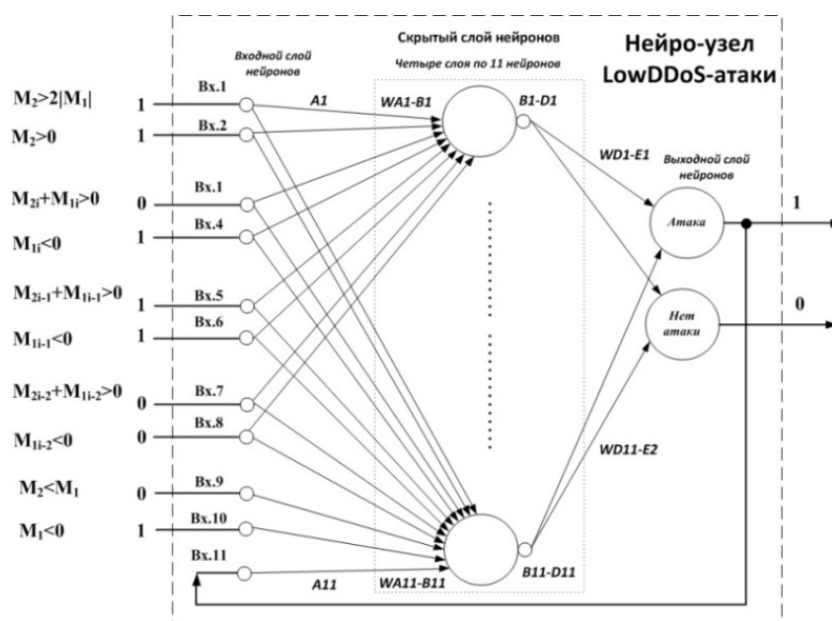 Скрытый слой нейронов
Четыре слоя по 11 нейронов
Нейро-узел
LowDDoS-атаки
Входной слой
нейронов
M₂>2|M₁| 1 Вх.1 A1 WA1-B1 B1-D1
M₂>0 1 Вх.2
WD1-E1 Выходной слой
нейронов
M₂ᵢ+M₁ᵢ>0 0 Вх.1
M₁ᵢ<0 1 Вх.4
Атака 1
M₂ᵢ₋₁+M₁ᵢ₋₁>0 1 Вх.5
M₁ᵢ₋₁<0 1 Вх.6
Нет
атаки 0
M₂ᵢ₋₂+M₁ᵢ₋₂>0 0 Вх.7
M₁ᵢ₋₂<0 0 Вх.8
WD11-E2
M₂<M₁ 0 Вх.9
M₁<0 1 Вх.10
Вх.11
A11 WA11-B11 B11-D11